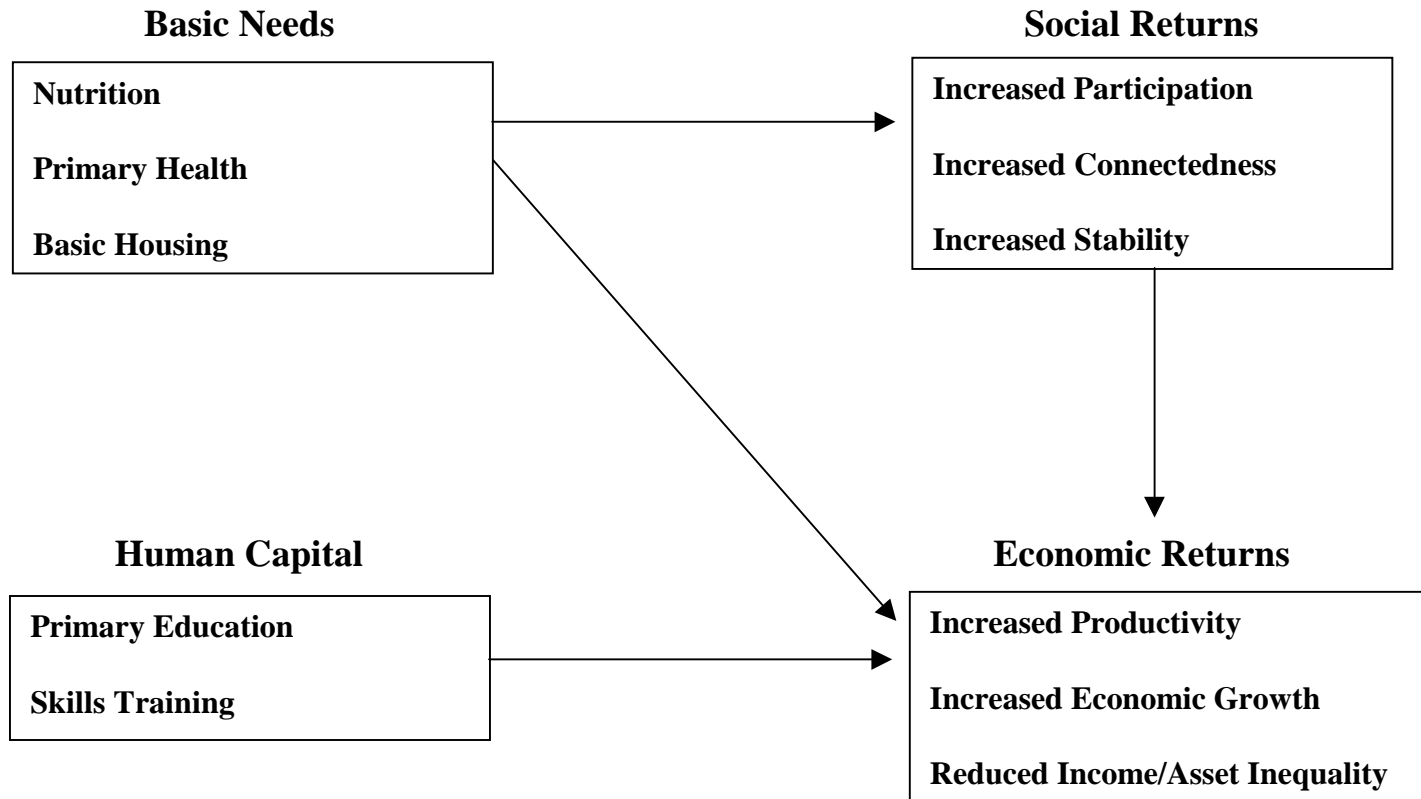 Basic Needs
Nutrition
Primary Health
Basic Housing
Social Returns
Increased Participation
Increased Connectedness
Increased Stability
Human Capital
Primary Education
Skills Training
Economic Returns
Increased Productivity
Increased Economic Growth
Reduced Income/Asset Inequality